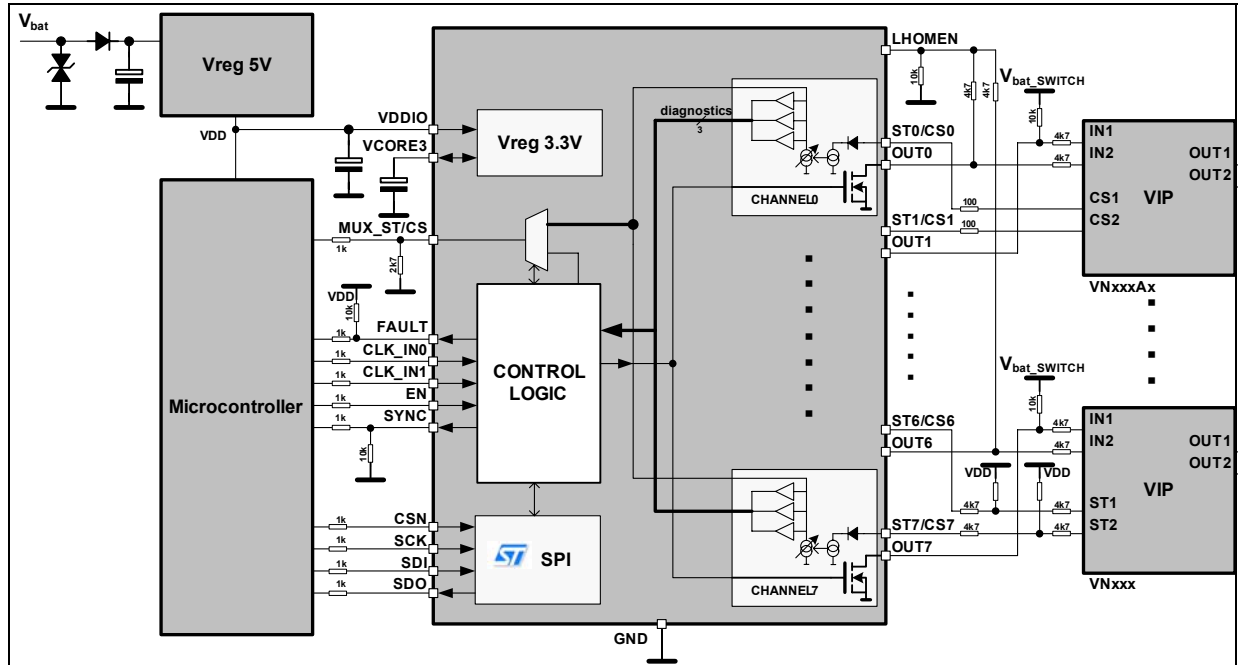 Vbat
Vreg 5V
VDD
VDDIO
VCORE3
Vreg 3.3V
MUX_ST/CS
1k
2k7
VDD
10k
1k
FAULT
1k
CLK_IN0
1k
CLK_IN1
1k
EN
1k
SYNC
10k
Microcontroller
CONTROL
LOGIC
1k
CSN
1k
SCK
1k
SDI
1k
SDO
ST
SPI
GND
diagnostics
3
CHANNEL0
CHANNEL7
LHOMEN
10k
4k7
4k7
Vbat_SWITCH
10k
ST0/CS0
OUT0
ST1/CS1
OUT1
4k7
4k7
100
100
IN1
IN2
OUT1
OUT2
CS1
CS2
VIP
VNxxxAx
Vbat_SWITCH
10k
ST6/CS6
OUT6
4k7
4k7
VDD
VDD
4k7
4k7
ST7/CS7
4k7
4k7
OUT7
IN1
IN2
OUT1
OUT2
VIP
ST1
ST2
VNxxx